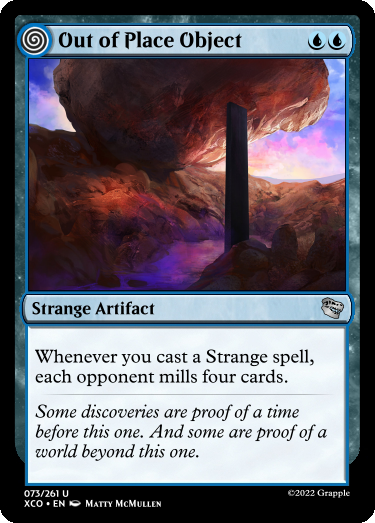 Out of Place Object
Strange Artifact
Whenever you cast a Strange spell,
each opponent mills four cards.
Some discoveries are proof of a time
before this one. And some are proof of a
world beyond this one.
073/261 U
XCO • EN Matty McMullen
©2022 Grapple